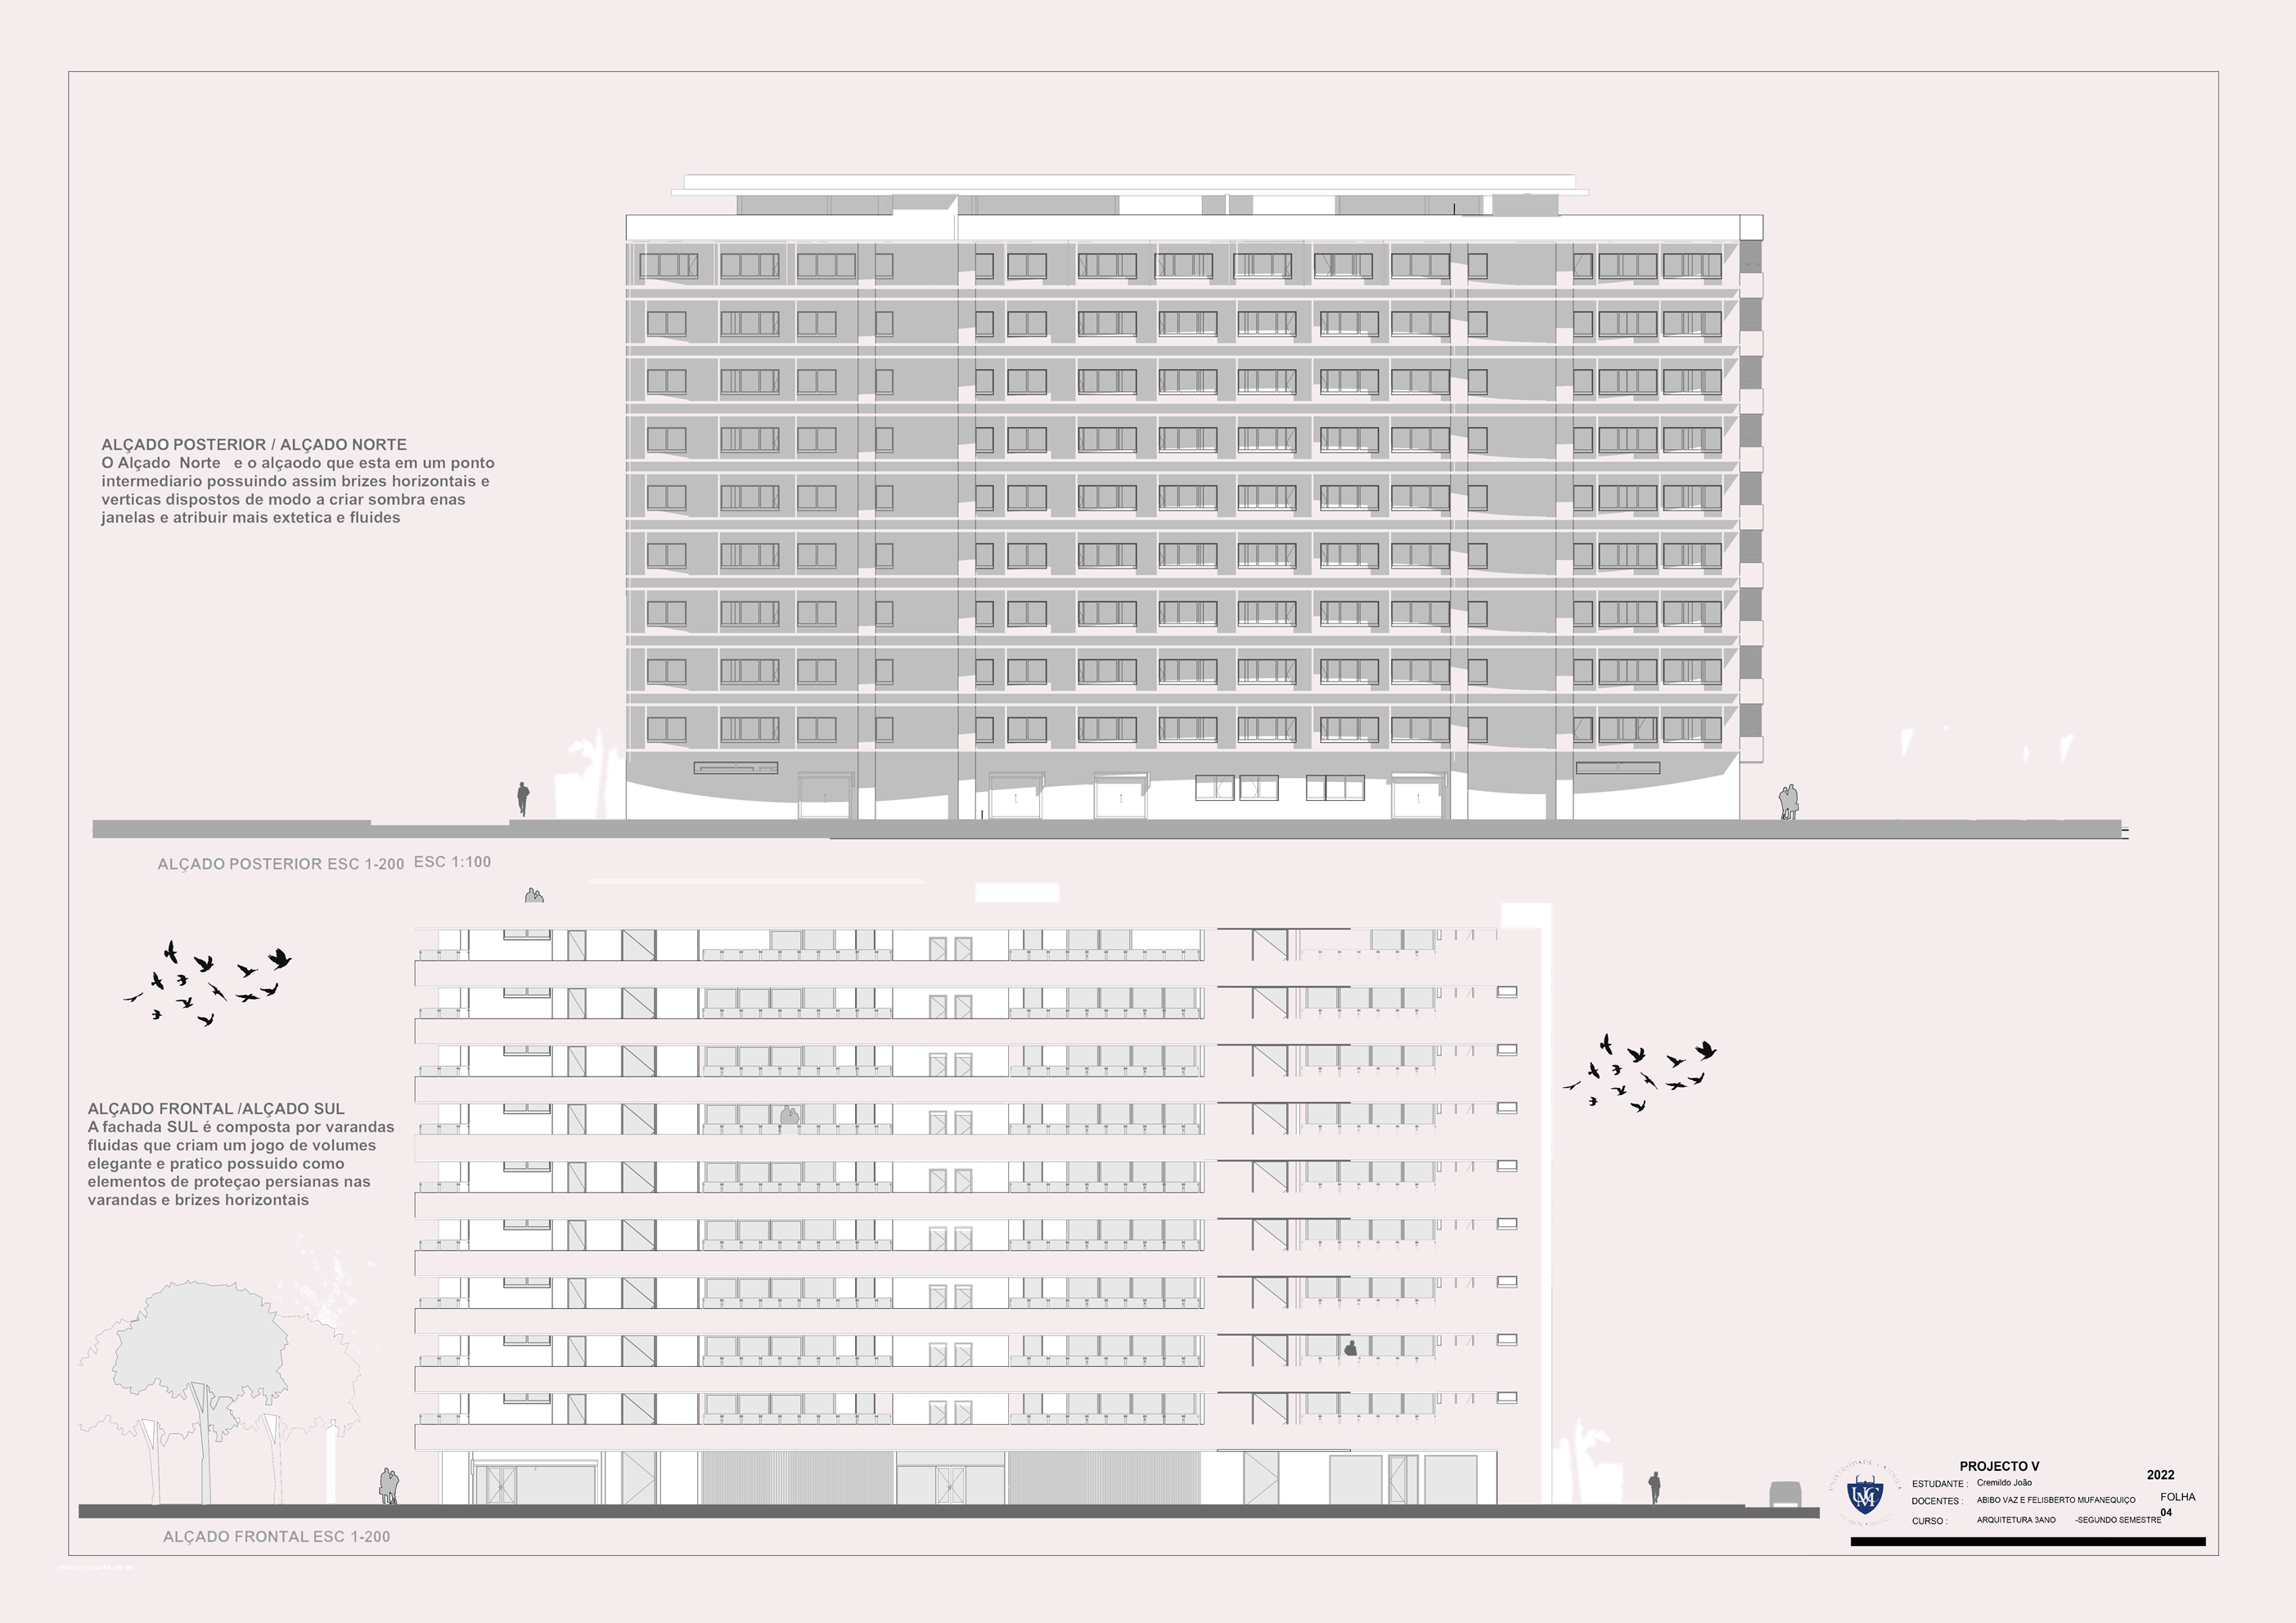 ALÇADO POSTERIOR / ALÇADO NORTE
O Alçado Norte e o alçaodo que esta em um ponto
intermediario possuindo assim brizes horizontais e
verticas dispostos de modo a criar sombra enas
janelas e atribuir mais extetica e fluides
ALÇADO POSTERIOR ESC 1-200 ESC 1:100
ALÇADO FRONTAL /ALÇADO SUL
A fachada SUL é composta por varandas
fluidas que criam um jogo de volumes
elegante e pratico possuido como
elementos de proteçao persianas nas
varandas e brizes horizontais
ALÇADO FRONTAL ESC 1-200
PROJECTO V
2022
ESTUDANTE : Cremildo João
DOCENTES : ABIBO VAZ E FELISBERTO MUFANEQUIÇO
FOLHA
04
CURSO : ARQUITETURA 3ANO -SEGUNDO SEMESTRE